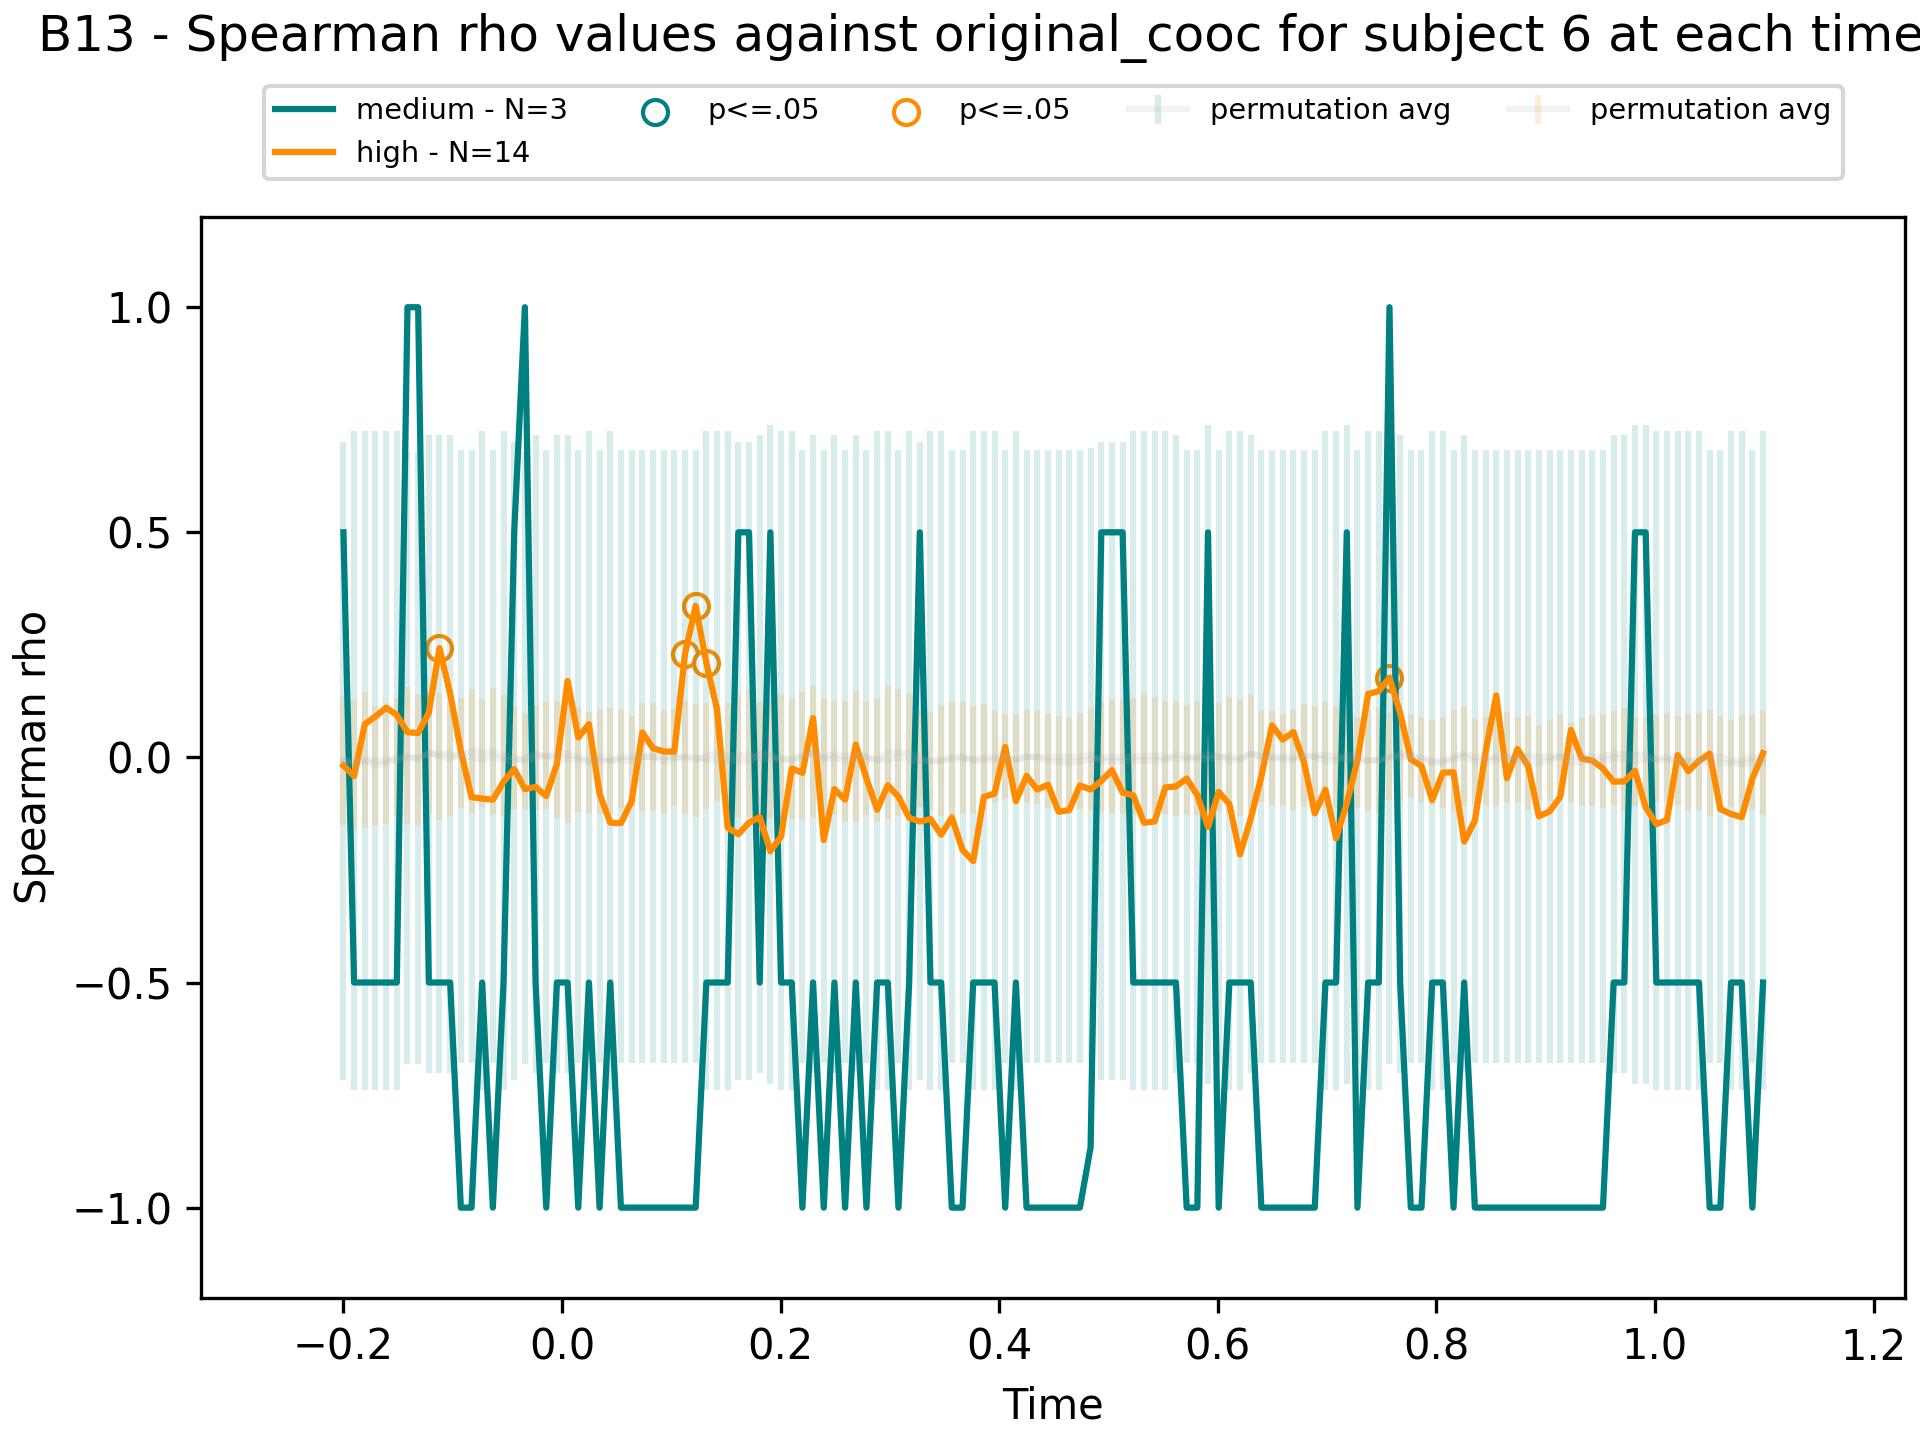 B13 - Spearman rho values against original_cooc for subject 6 at each time
medium - N=3
high - N=14
p<=.05
p<=.05
permutation avg
permutation avg
Spearman rho
1.0
0.5
0.0
−0.5
−1.0
−0.2 0.0 0.2 0.4 0.6 0.8 1.0 1.2
Time